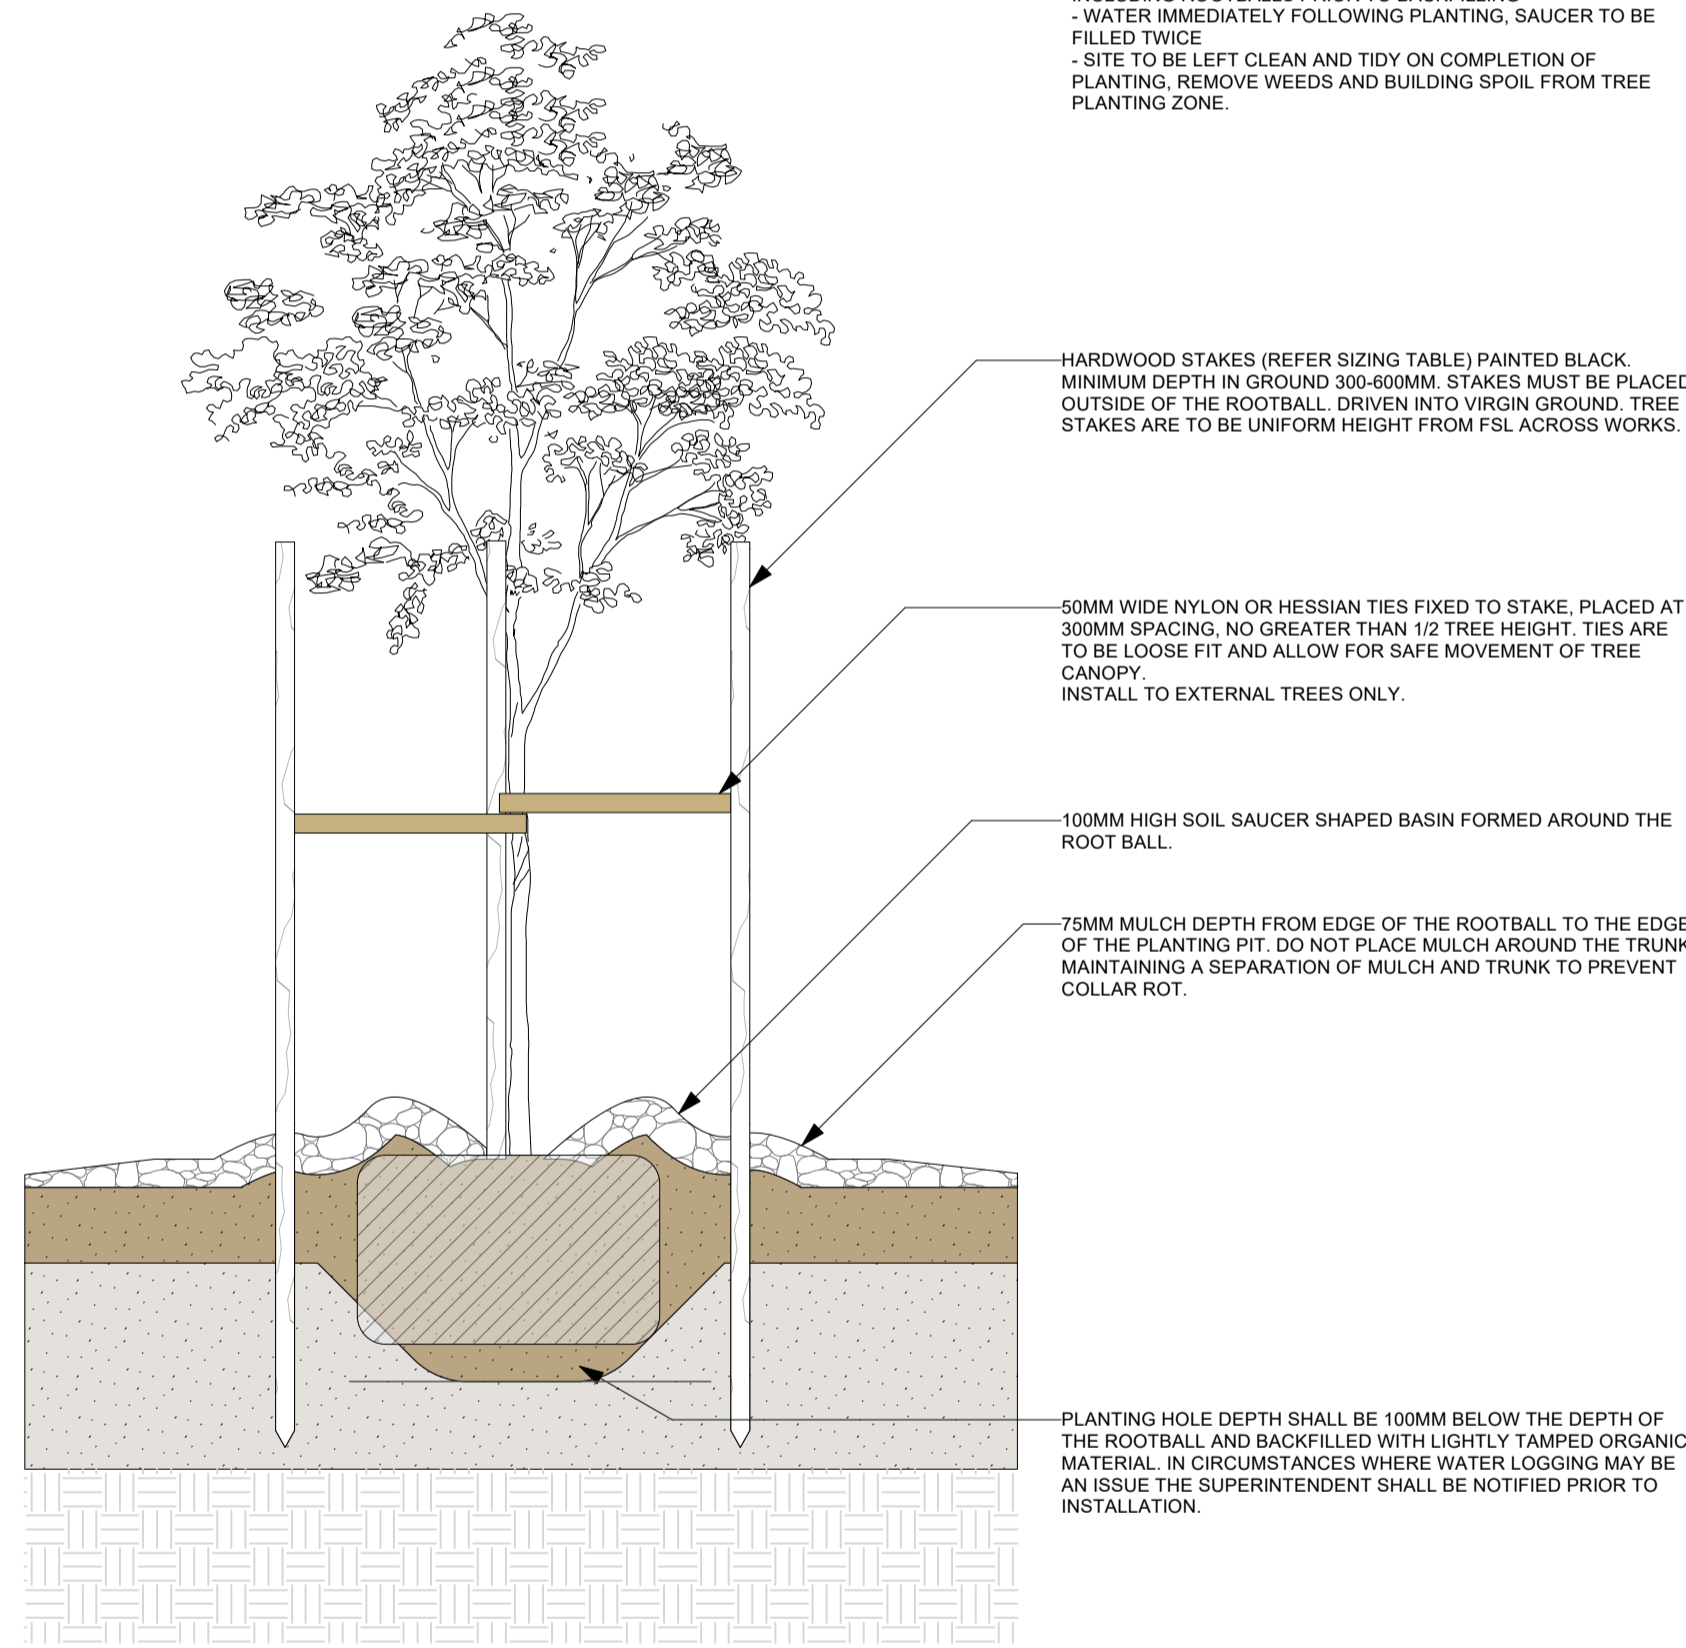 - WATER IMMEDIATELY FOLLOWING PLANTING, SAUCER TO BE
FILLED TWICE
- SITE TO BE LEFT CLEAN AND TIDY ON COMPLETION OF
PLANTING, REMOVE WEEDS AND BUILDING SPOIL FROM TREE
PLANTING ZONE.
HARDWOOD STAKES (REFER SIZING TABLE) PAINTED BLACK.
MINIMUM DEPTH IN GROUND 300-600MM. STAKES MUST BE PLACED
OUTSIDE OF THE ROOTBALL. DRIVEN INTO VIRGIN GROUND. TREE
STAKES ARE TO BE UNIFORM HEIGHT FROM FSL ACROSS WORKS.
50MM WIDE NYLON OR HESSIAN TIES FIXED TO STAKE, PLACED AT
300MM SPACING, NO GREATER THAN 1/2 TREE HEIGHT. TIES ARE
TO BE LOOSE FIT AND ALLOW FOR SAFE MOVEMENT OF TREE
CANOPY.
INSTALL TO EXTERNAL TREES ONLY.
100MM HIGH SOIL SAUCER SHAPED BASIN FORMED AROUND THE
ROOT BALL.
75MM MULCH DEPTH FROM EDGE OF THE ROOTBALL TO THE EDGE
OF THE PLANTING PIT. DO NOT PLACE MULCH AROUND THE TRUNK
MAINTAINING A SEPARATION OF MULCH AND TRUNK TO PREVENT
COLLAR ROT.
PLANTING HOLE DEPTH SHALL BE 100MM BELOW THE DEPTH OF
THE ROOTBALL AND BACKFILLED WITH LIGHTLY TAMPED ORGANIC
MATERIAL. IN CIRCUMSTANCES WHERE WATER LOGGING MAY BE
AN ISSUE THE SUPERINTENDENT SHALL BE NOTIFIED PRIOR TO
INSTALLATION.